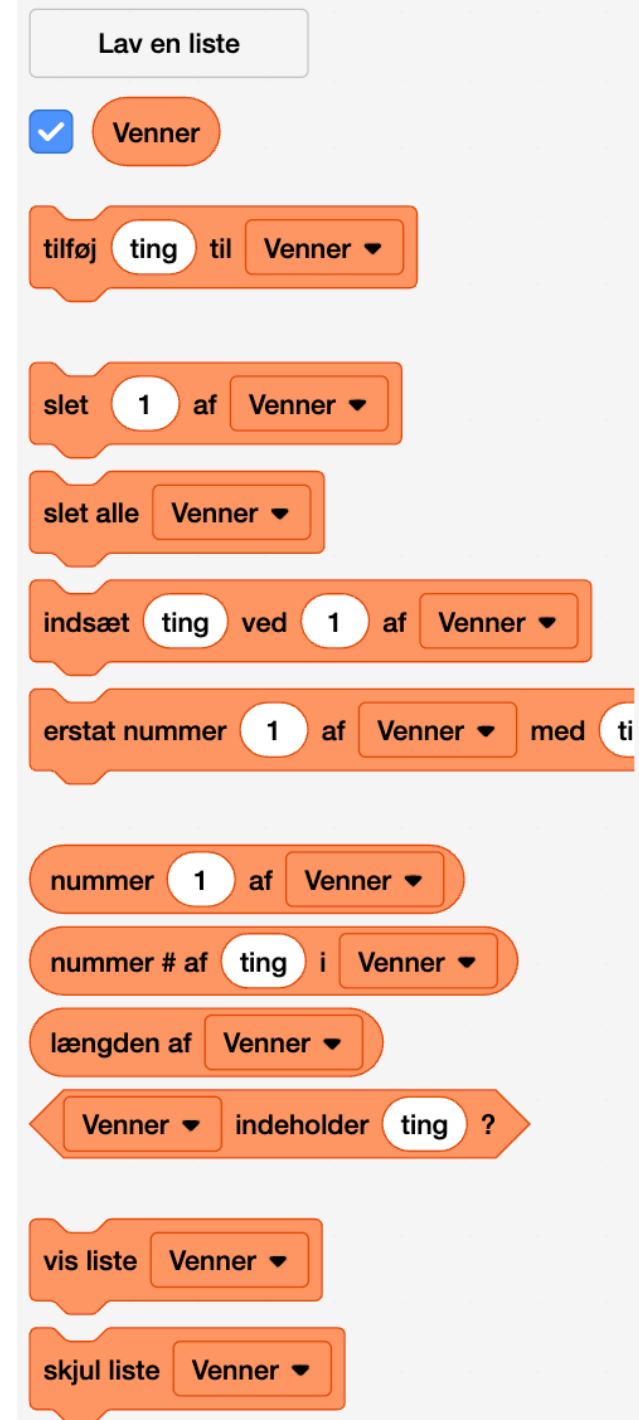 Lav en liste
Venner
tilføj ting til Venner
slet 1 af Venner
slet alle Venner
indsæt ting ved 1 af Venner
erstat nummer 1 af Venner med ti
nummer 1 af Venner
nummer # af ting i Venner
længden af Venner
Venner indeholder ting ?
vis liste Venner
skjul liste Venner